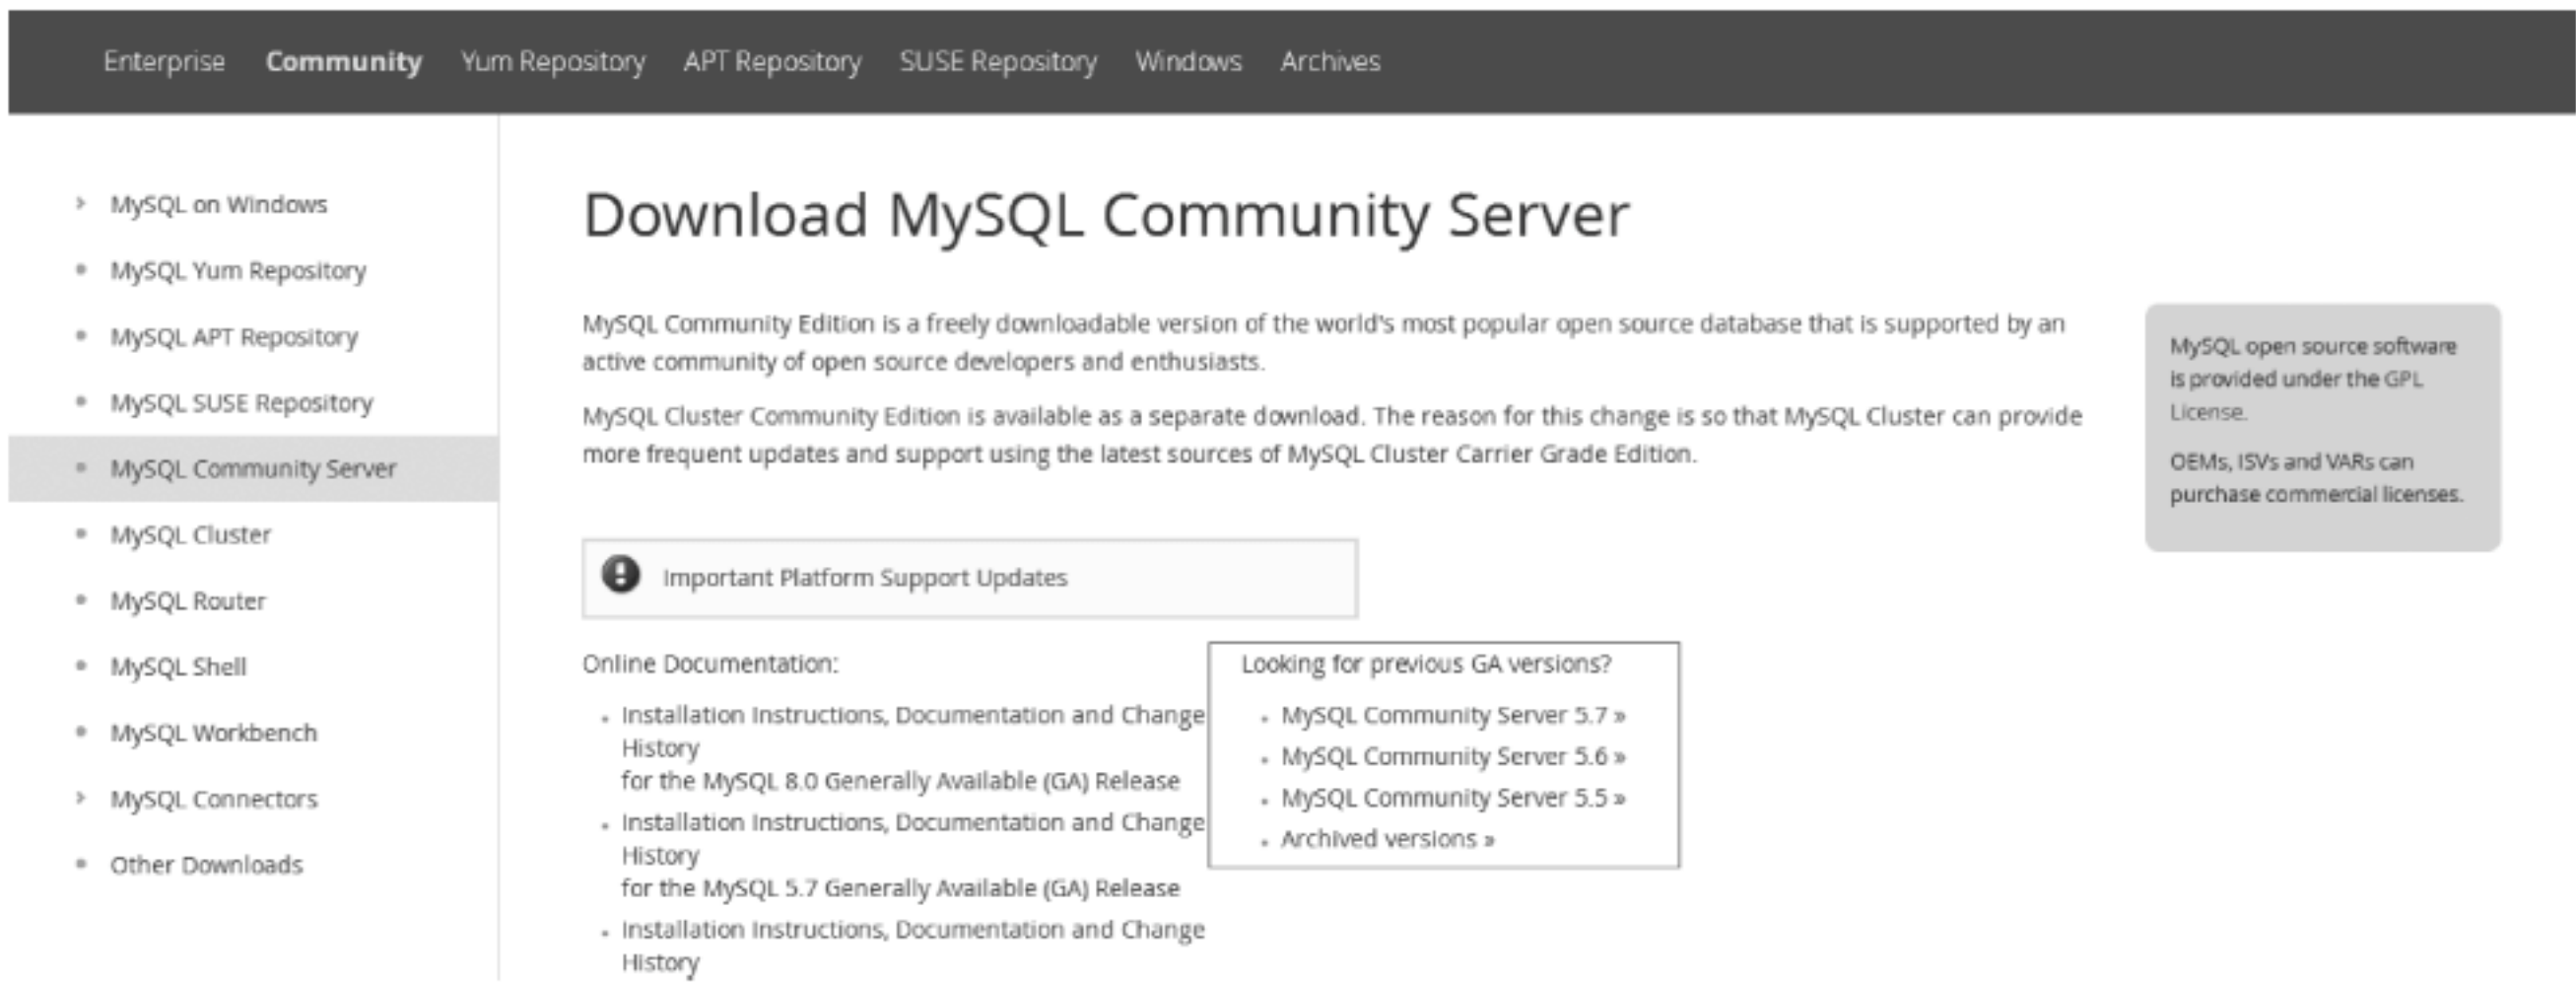 Enterprise Community Yum Repository APT Repository SUSE Repository Windows Archives
MySQL on Windows
MySQL Yum Repository
MySQL APT Repository
MySQL SUSE Repository
MySQL Community Server
MySQL Cluster
MySQL Router
MySQL Shell
MySQL Workbench
MySQL Connectors
Other Downloads
Download MySQL Community Server
MySQL Community Edition is a freely downloadable version of the world's most popular open source database that is supported by an
active community of open source developers and enthusiasts.
MySQL Cluster Community Edition is available as a separate download. The reason for this change is so that MySQL Cluster can provide
more frequent updates and support using the latest sources of MySQL Cluster Carrier Grade Edition.
MySQL open source software
is provided under the GPL
License.
OEMs, ISVs and VARs can
purchase commercial licenses.
Important Platform Support Updates
Online Documentation:
Installation Instructions, Documentation and Change
History
for the MySQL 8.0 Generally Available (GA) Release
Installation Instructions, Documentation and Change
History
for the MySQL 5.7 Generally Available (GA) Release
Installation Instructions, Documentation and Change
History
Looking for previous GA versions?
MySQL Community Server 5.7 »
MySQL Community Server 5.6 »
MySQL Community Server 5.5 »
Archived versions »